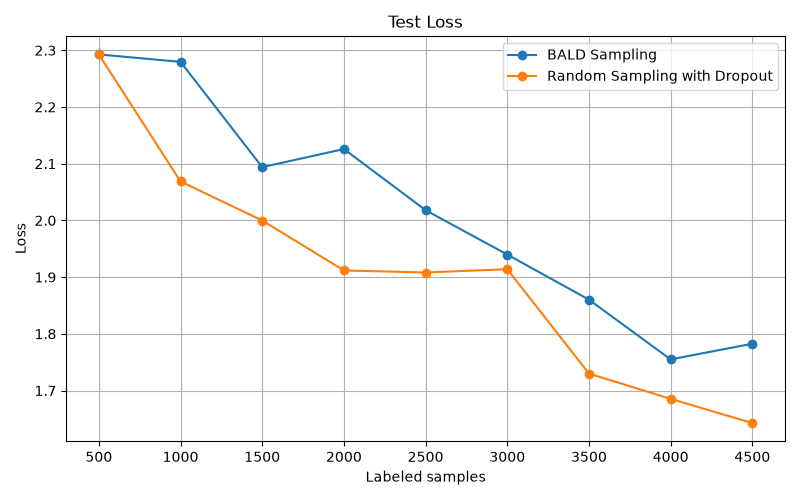 Test Loss
BALD Sampling
Random Sampling with Dropout
Loss
2.3
2.2
2.1
2.0
1.9
1.8
1.7
500 1000 1500 2000 2500 3000 3500 4000 4500
Labeled samples